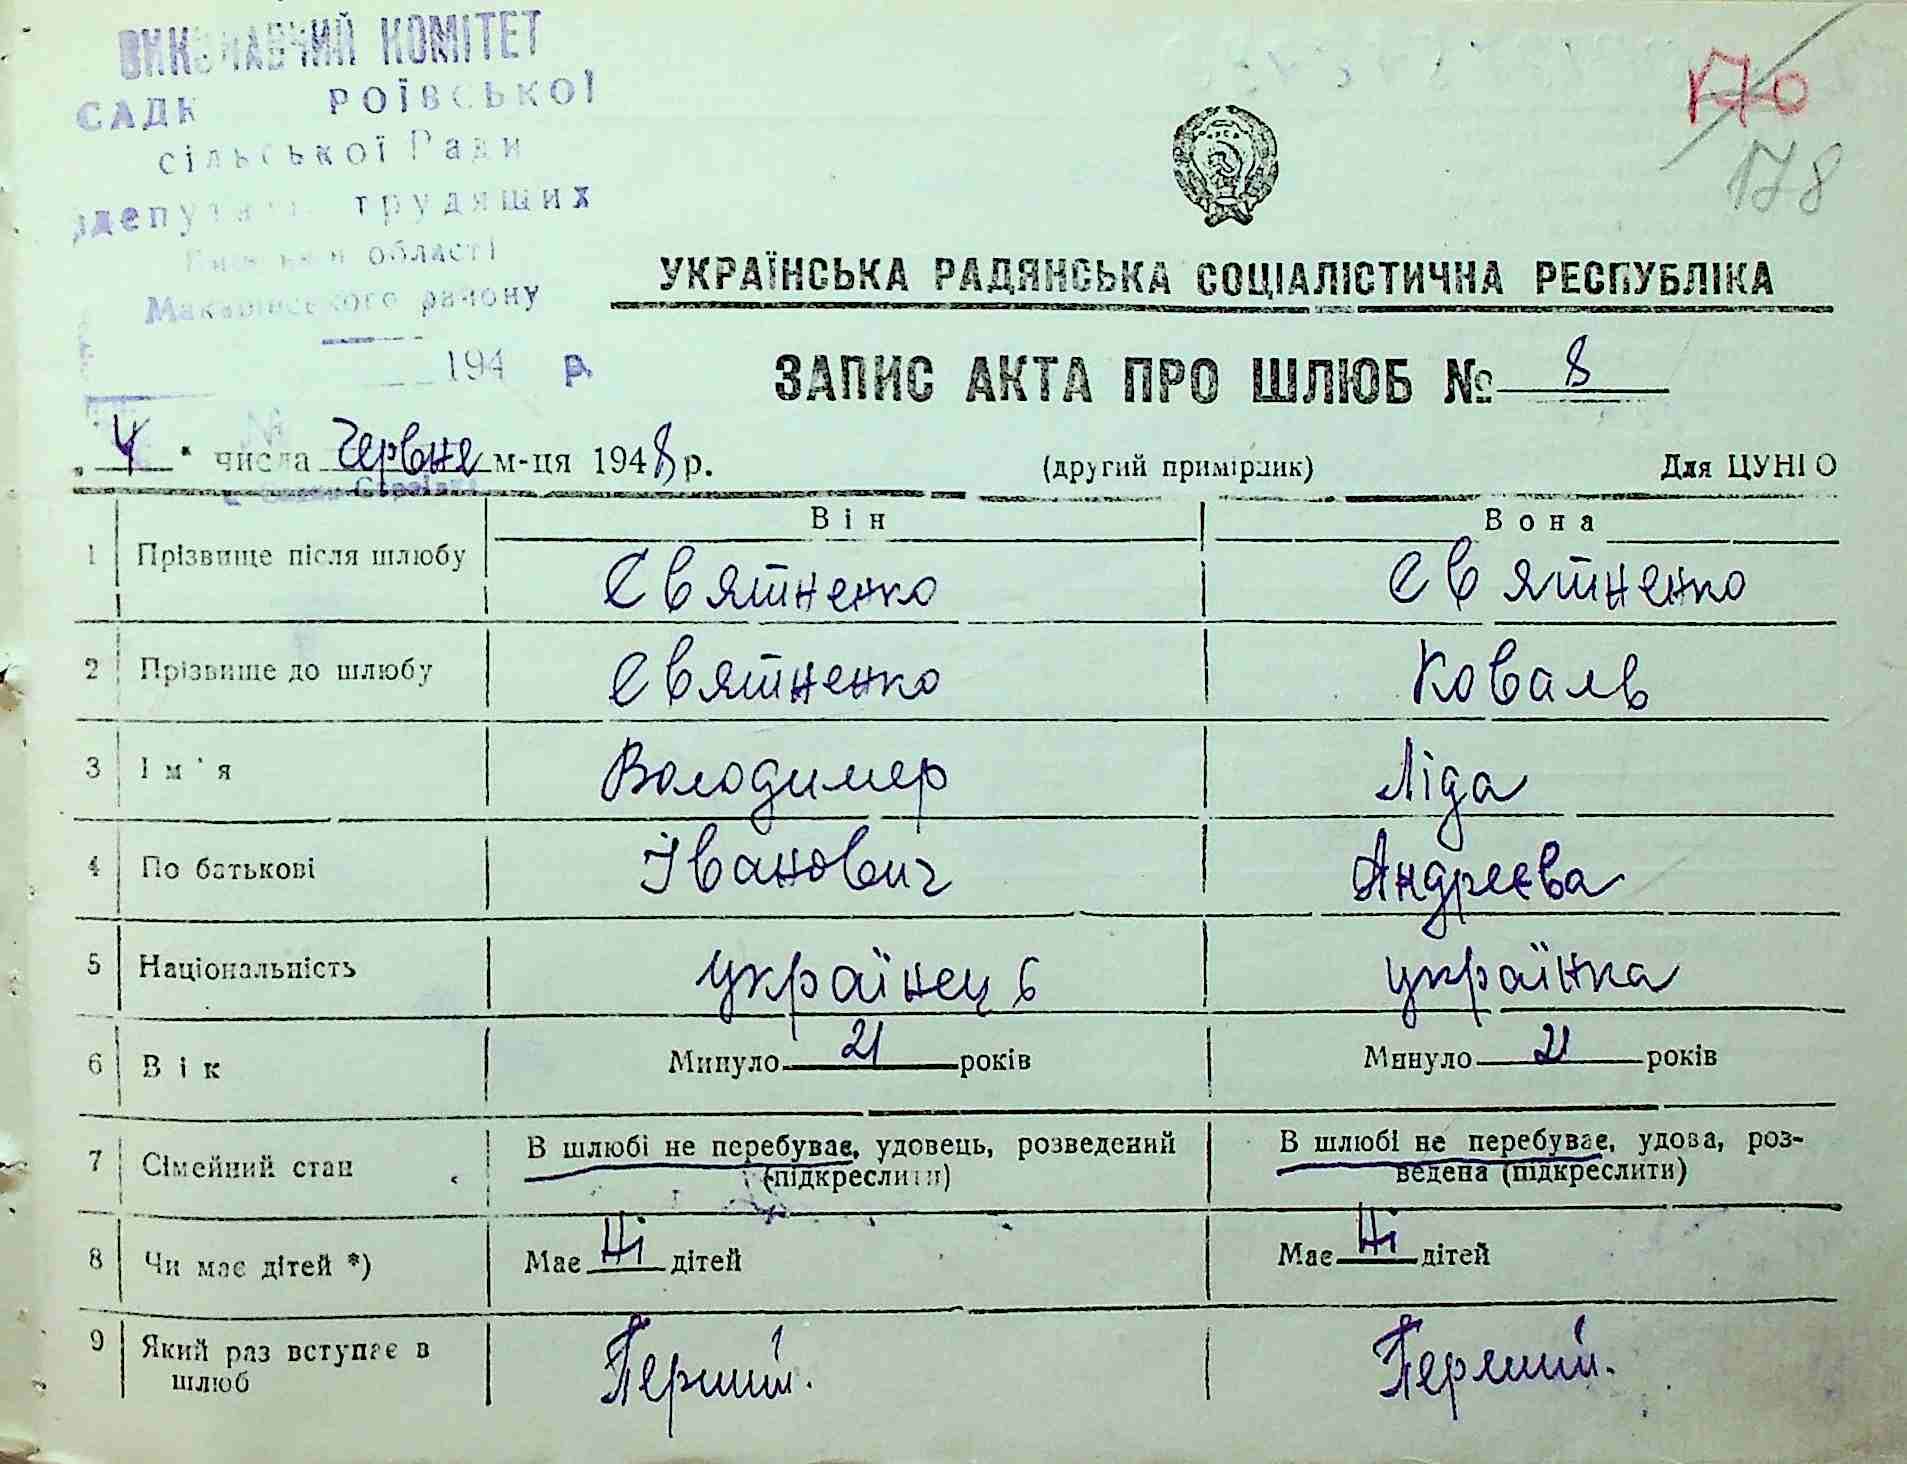 ВИКОНАВЧИЙ КОМІТЕТ
САДК РОЇВСЬКОЇ
сільської Ради
депутатів трудящих
області
Макарівського району
194 р
170
178
УКРАЇНСЬКА РАДЯНСЬКА СОЦІАЛІСТИЧНА РЕСПУБЛІКА
ЗАПИС АКТА ПРО ШЛЮБ № 8
„ 4 " числа Червне м-ця 1948 р. (другий примірник) Для ЦУНГО
Він Вона
1 Прізвище після шлюбу Святненко Святненко
2 Прізвище до шлюбу Святненко Коваль
3 Ім'я Володимер Ліда
4 По батькові Іванович Андреєва
5 Національність українець українка
6 Вік Минуло 21 років Минуло 21 років
7 Сімейний стан В шлюбі не перебуває, удовець, розведений (підкреслити) В шлюбі не перебуває, удова, роз-
ведена (підкреслити)
8 Чи має дітей *) Має Ні дітей Має Ні дітей
9 Який раз вступає в шлюб Перший. Перший.